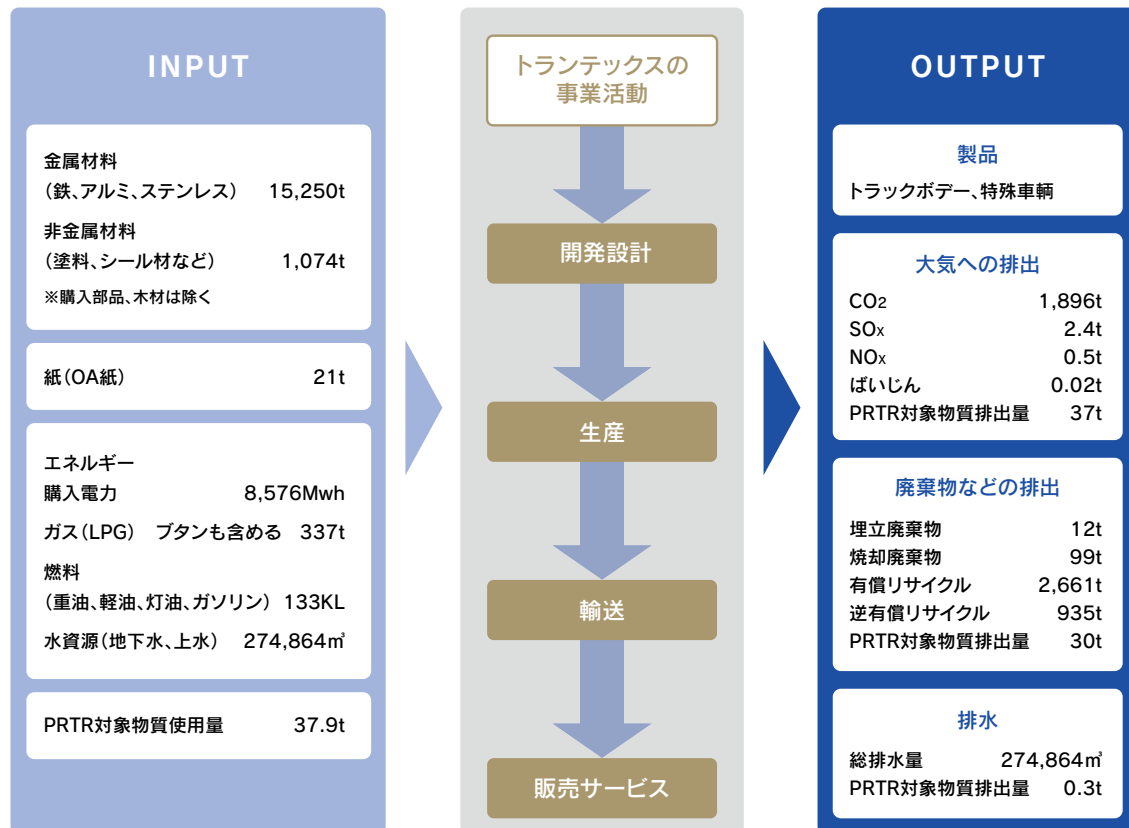 INPUT
金属材料
(鉄、アルミ、ステンレス) 15,250t
非金属材料
(塗料、シール材など) 1,074t
※購入部品、木材は除く
紙(OA紙) 21t
エネルギー
購入電力 8,576Mwh
ガス(LPG) ブタンも含める 337t
燃料
(重油、軽油、灯油、ガソリン) 133KL
水資源(地下水、上水) 274,864㎥
PRTR対象物質使用量 37.9t
トランテックスの
事業活動
開発設計
生産
輸送
販売サービス
OUTPUT
製品
トラックボデー、特殊車輌
大気への排出
CO2 1,896t
SOx 2.4t
NOx 0.5t
ばいじん 0.02t
PRTR対象物質排出量 37t
廃棄物などの排出
埋立廃棄物 12t
焼却廃棄物 99t
有償リサイクル 2,661t
逆有償リサイクル 935t
PRTR対象物質排出量 30t
排水
総排水量 274,864㎥
PRTR対象物質排出量 0.3t